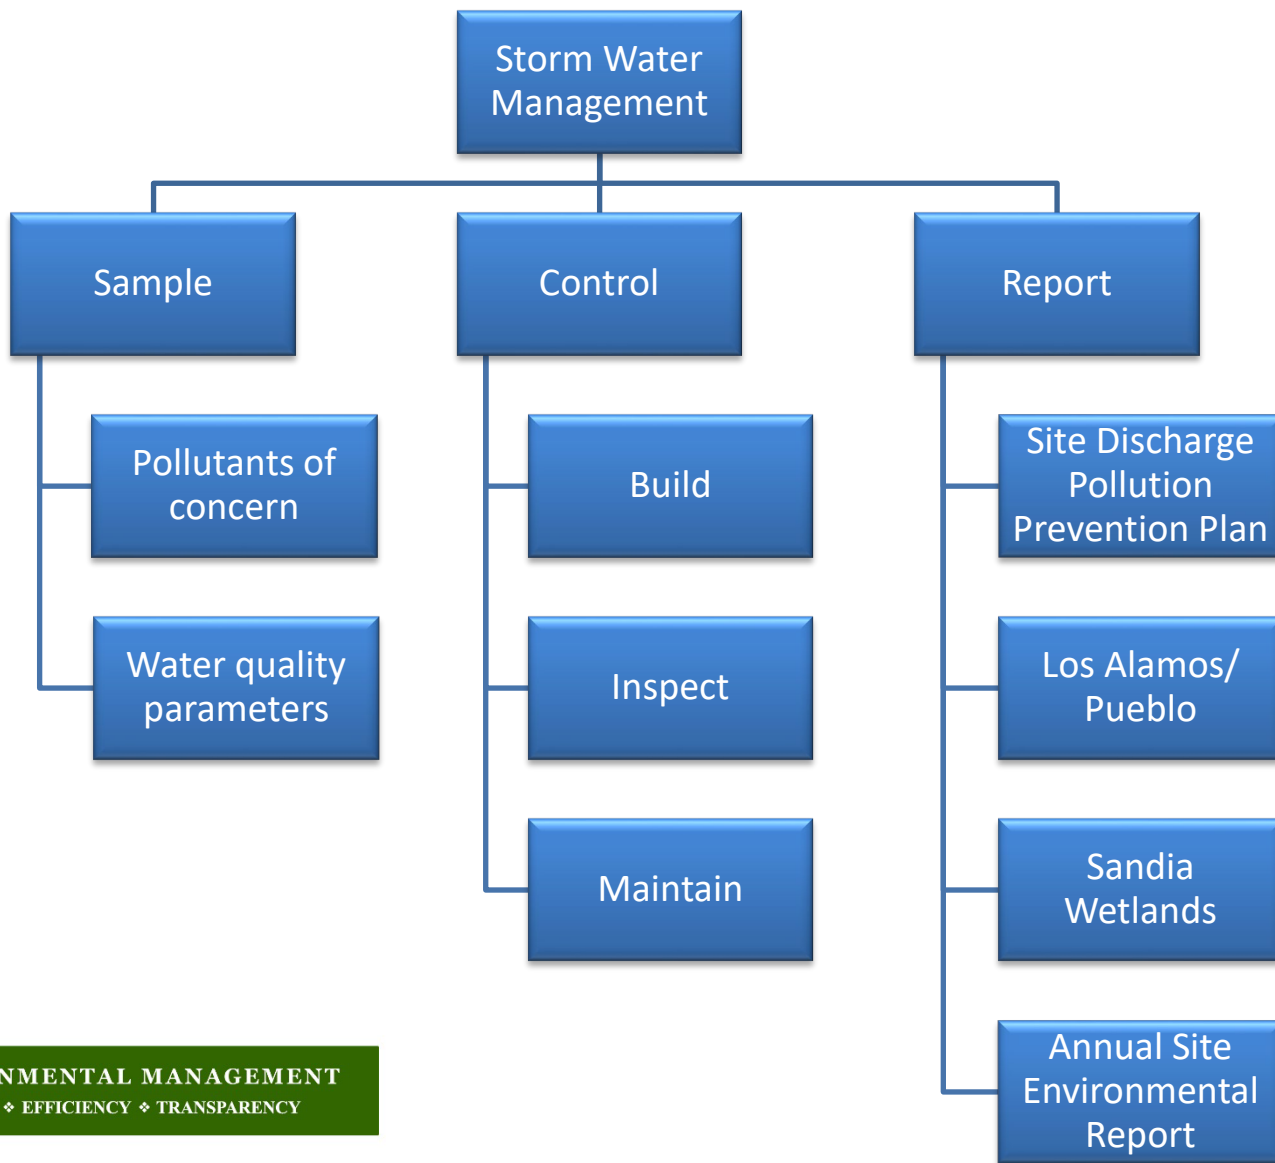 Storm Water
Management
Sample
Control
Report
Pollutants of
concern
Water quality
parameters
Build
Inspect
Maintain
Site Discharge
Pollution
Prevention Plan
Los Alamos/
Pueblo
Sandia
Wetlands
Annual Site
Environmental
Report
NMENTAL MANAGEMENT
❖ EFFICIENCY ❖ TRANSPARENCY